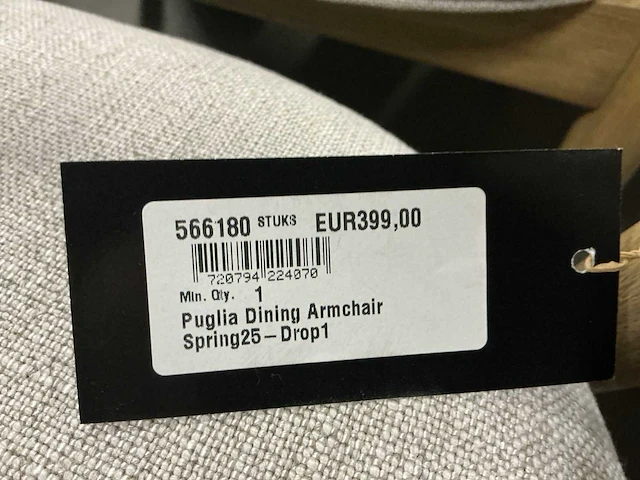 566180 STUKS EUR399,00
720794 224070
Min. Qty. 1
Puglia Dining Armchair
Spring25-Drop1